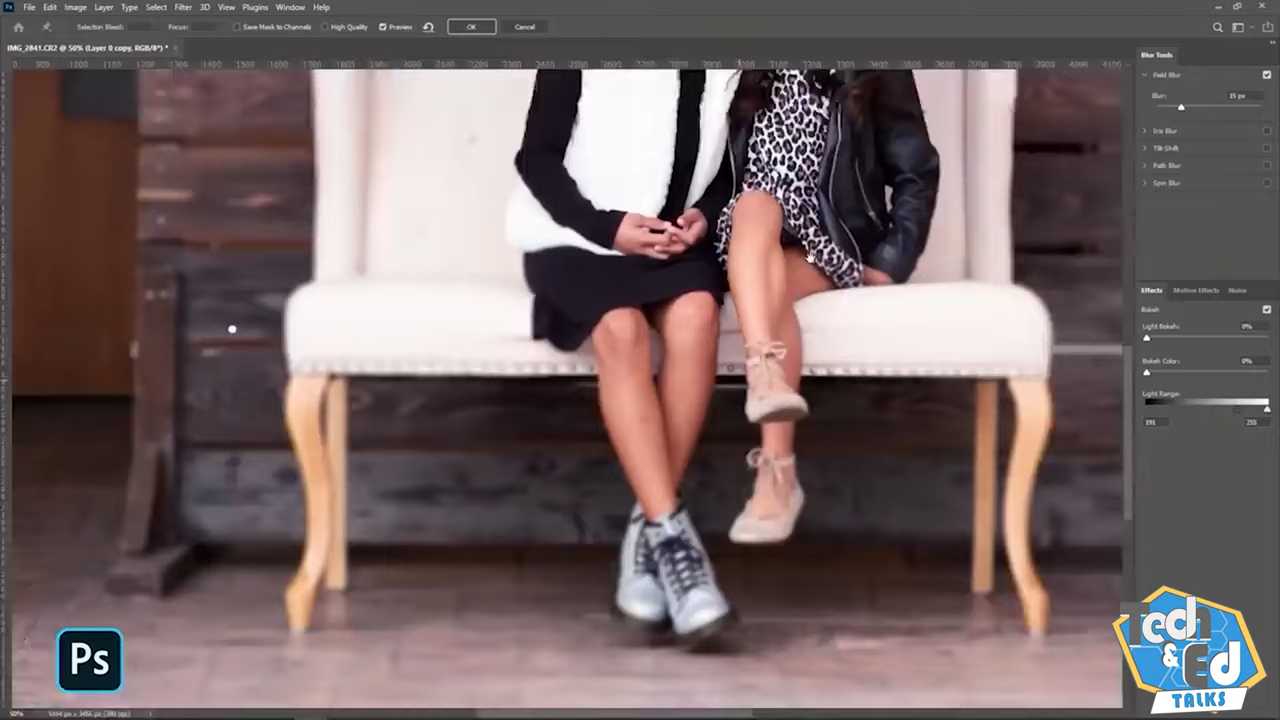 Ps File Edit Image Layer Type Select Filter 3D View Plugins Window Help
Selection Bleed: Focus: Save Mask to Channels High Quality Preview OK Cancel
IMG_2841.CR2 @ 50% (Layer 0 copy, RGB/8*) *
Blur Tools
Field Blur
Blur: 15 px
Iris Blur
Tilt-Shift
Path Blur
Spin Blur
Effects Motion Effects Noise
Bokeh
Light Bokeh: 0%
Bokeh Color: 0%
Light Range:
191 255
Ps
Tech
& Ed
TALKS
50%